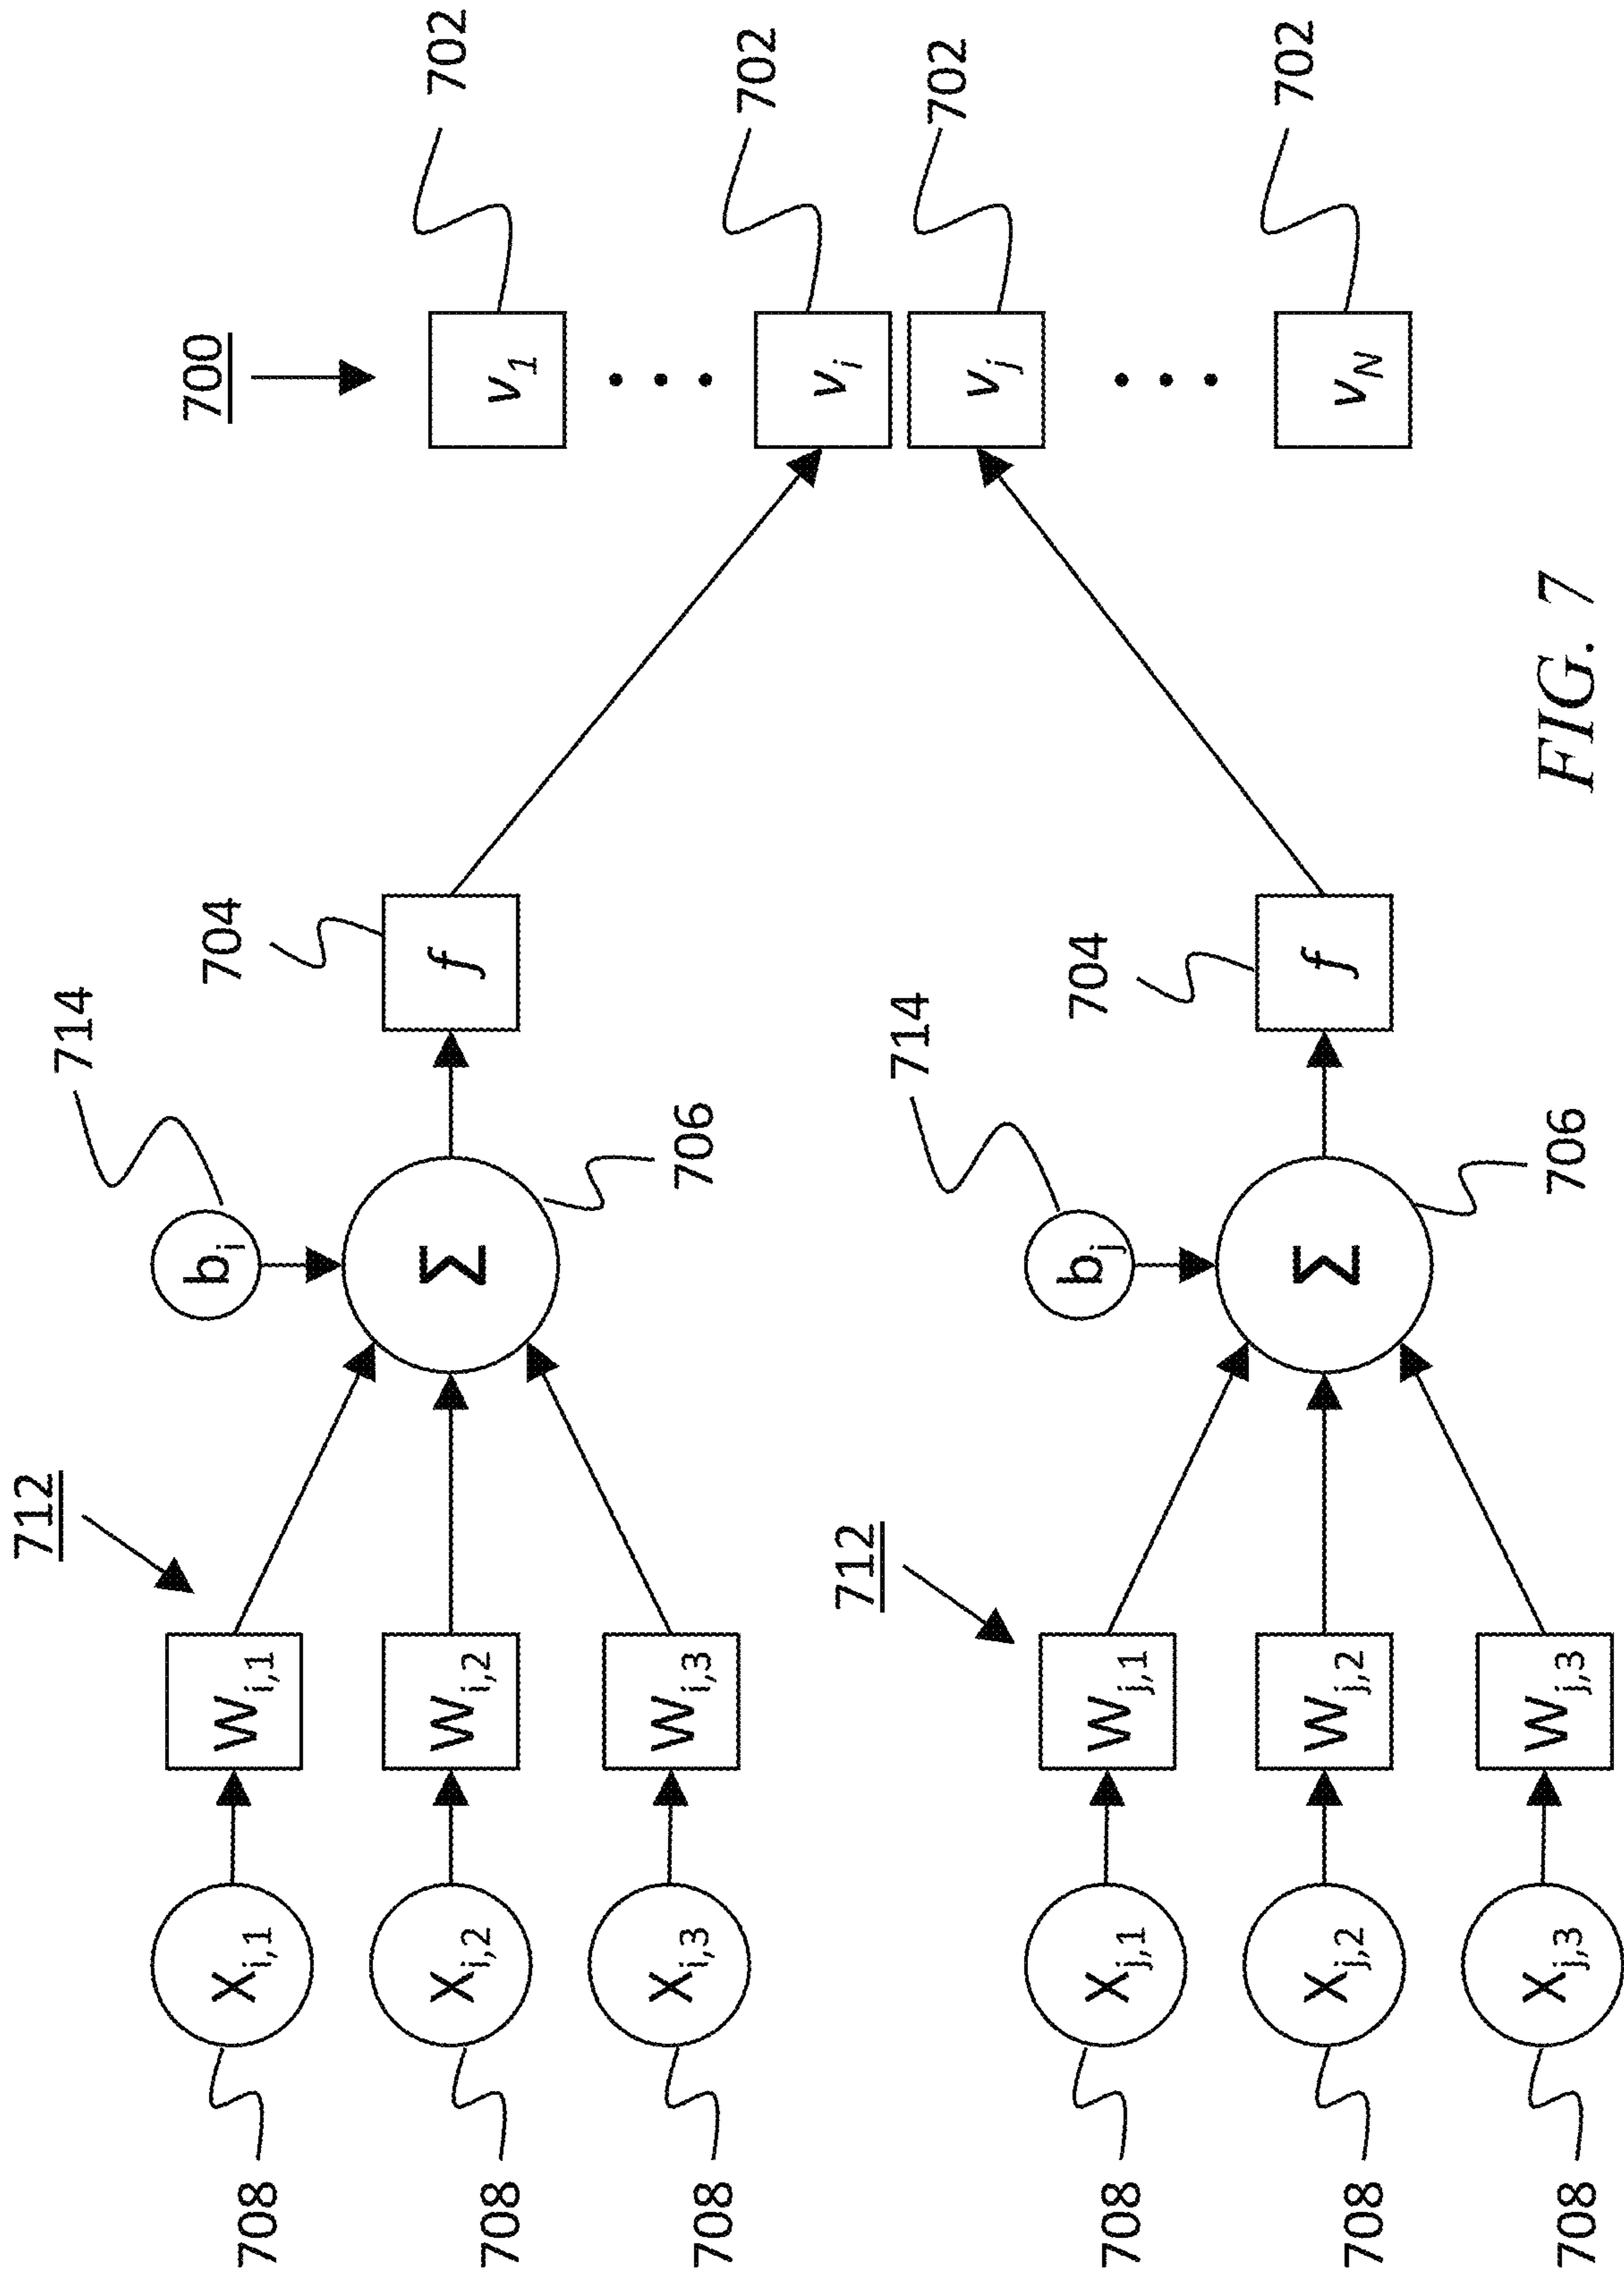 700
v1
702
vi
702
vj
702
vN
702
712
714
704
708
Xi,1
Wi,1
bi
708
Xi,2
Wi,2
Σ
f
708
Xi,3
Wi,3
706
712
714
704
708
Xj,1
Wj,1
bj
708
Xj,2
Wj,2
Σ
f
708
Xj,3
Wj,3
706
FIG. 7